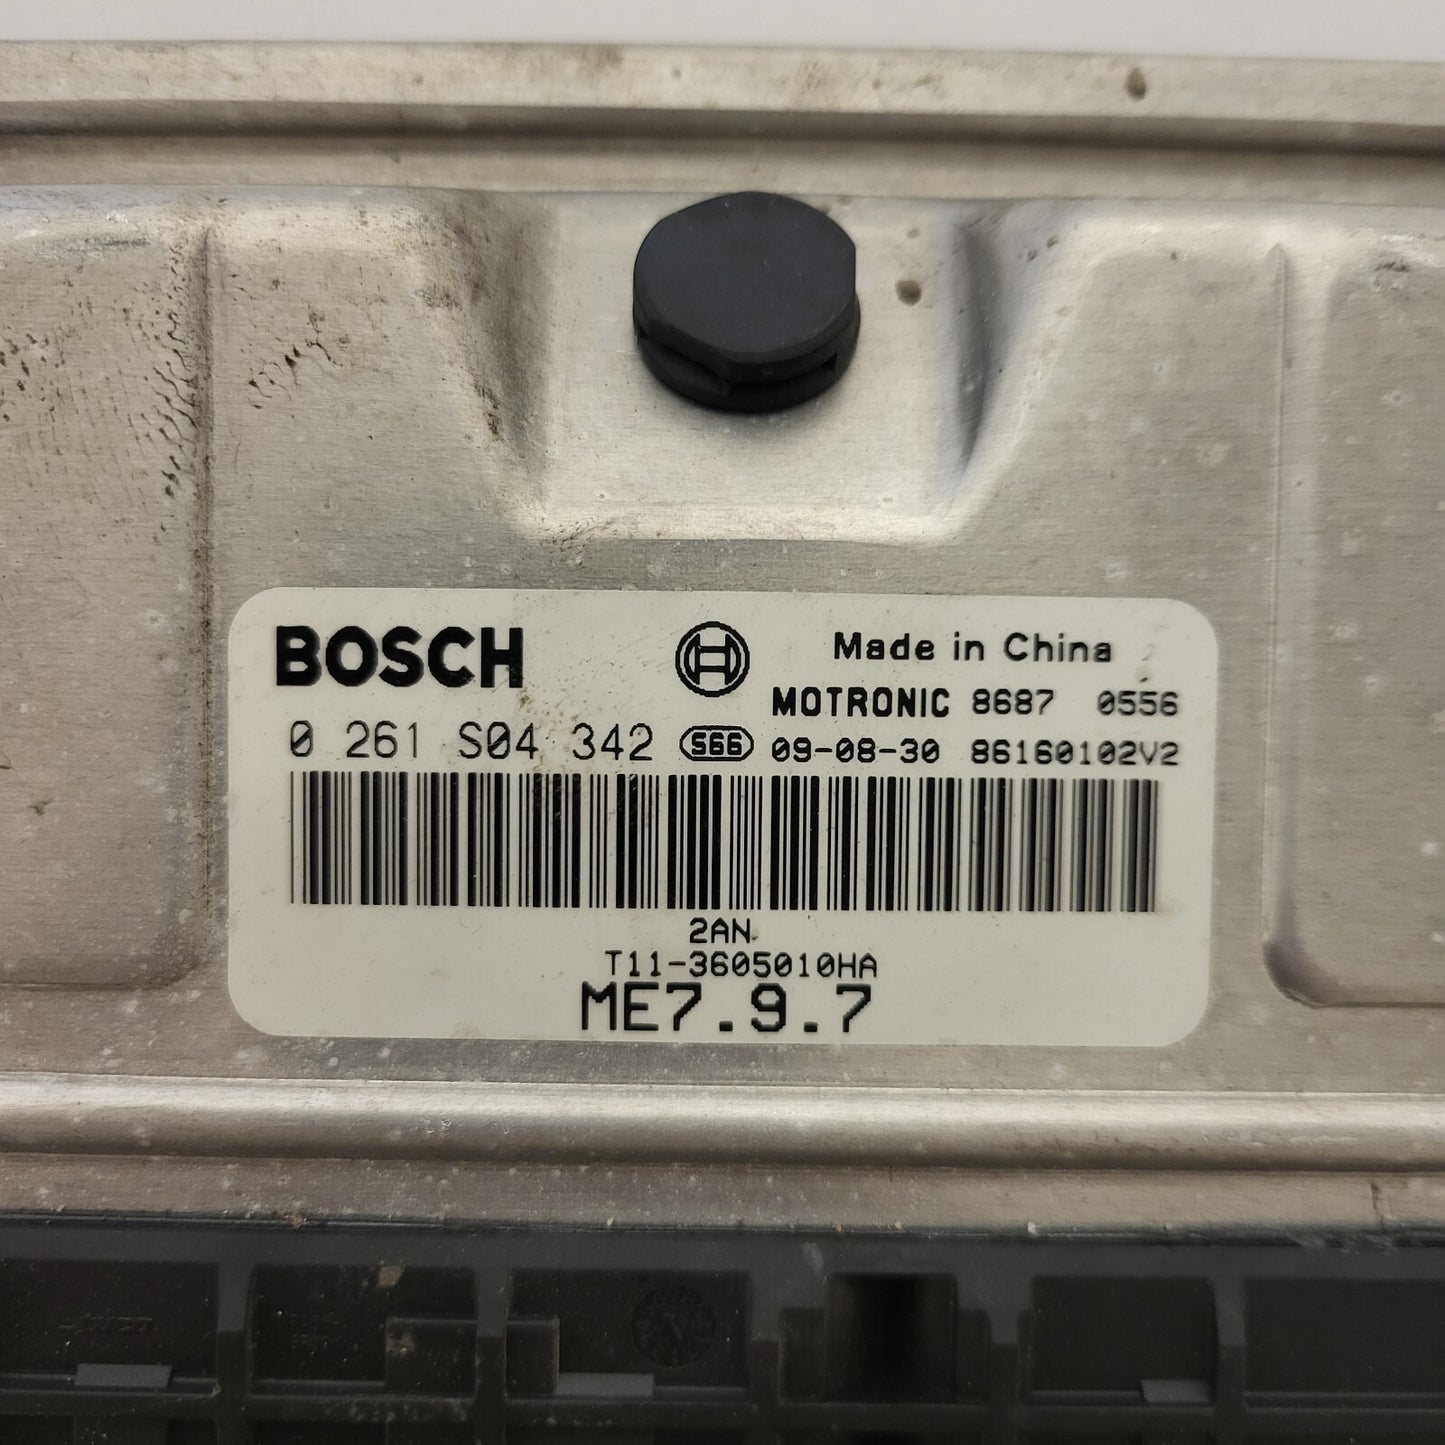 BOSCH
Made in China
MOTRONIC 8687 0556
0 261 S04 342 S66 09-08-30 86160102V2
2AN
T11-3605010HA
ME7.9.7